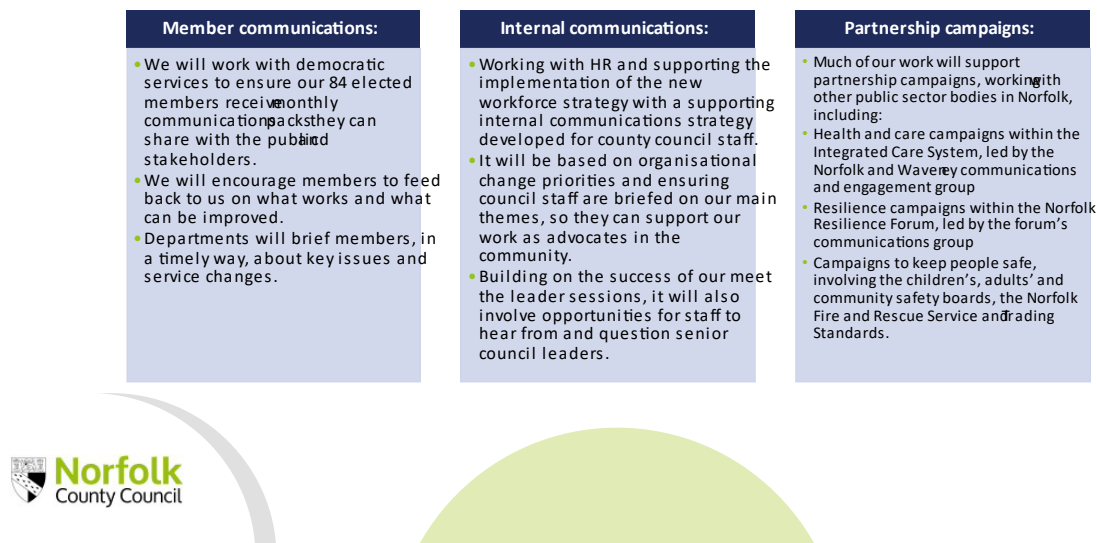 Member communications:
• We will work with democratic
services to ensure our 84 elected
members receive monthly
communications packs they can
share with the public and
stakeholders.
• We will encourage members to feed
back to us on what works and what
can be improved.
• Departments will brief members, in
a timely way, about key issues and
service changes.
Internal communications:
• Working with HR and supporting the
implementation of the new
workforce strategy with a supporting
internal communications strategy
developed for county council staff.
• It will be based on organisational
change priorities and ensuring
council staff are briefed on our main
themes, so they can support our
work as advocates in the
community.
• Building on the success of our meet
the leader sessions, it will also
involve opportunities for staff to
hear from and question senior
council leaders.
Partnership campaigns:
• Much of our work will support
partnership campaigns, working with
other public sector bodies in Norfolk,
including:
• Health and care campaigns within the
Integrated Care System, led by the
Norfolk and Waveney communications
and engagement group
• Resilience campaigns within the Norfolk
Resilience Forum, led by the forum's
communications group
• Campaigns to keep people safe,
involving the children's, adults' and
community safety boards, the Norfolk
Fire and Rescue Service and Trading
Standards.
Norfolk
County Council